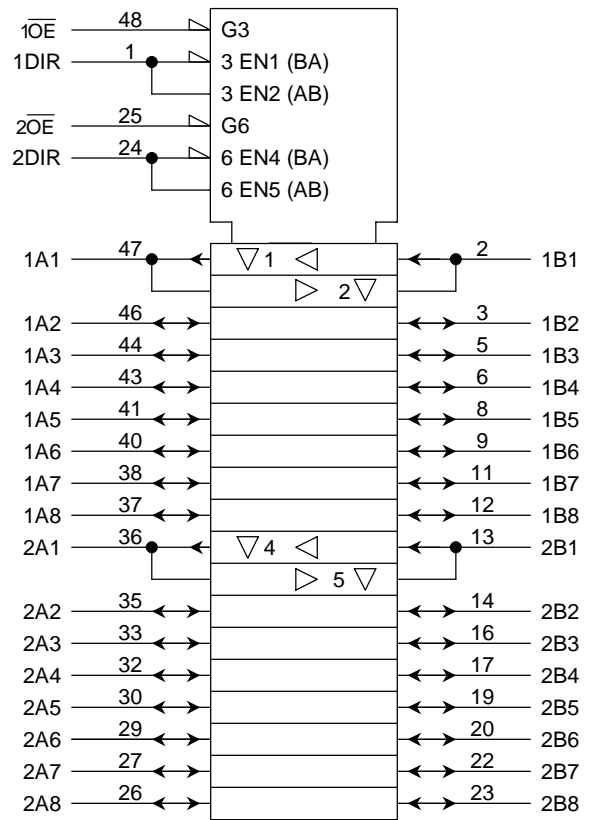 1OE 48 G3
1DIR 1 3 EN1 (BA)
3 EN2 (AB)
2OE 25 G6
2DIR 24 6 EN4 (BA)
6 EN5 (AB)
1A1 47 1 2 1B1
2
1A2 46 3 1B2
1A3 44 5 1B3
1A4 43 6 1B4
1A5 41 8 1B5
1A6 40 9 1B6
1A7 38 11 1B7
1A8 37 12 1B8
2A1 36 4 13 2B1
5
2A2 35 14 2B2
2A3 33 16 2B3
2A4 32 17 2B4
2A5 30 19 2B5
2A6 29 20 2B6
2A7 27 22 2B7
2A8 26 23 2B8